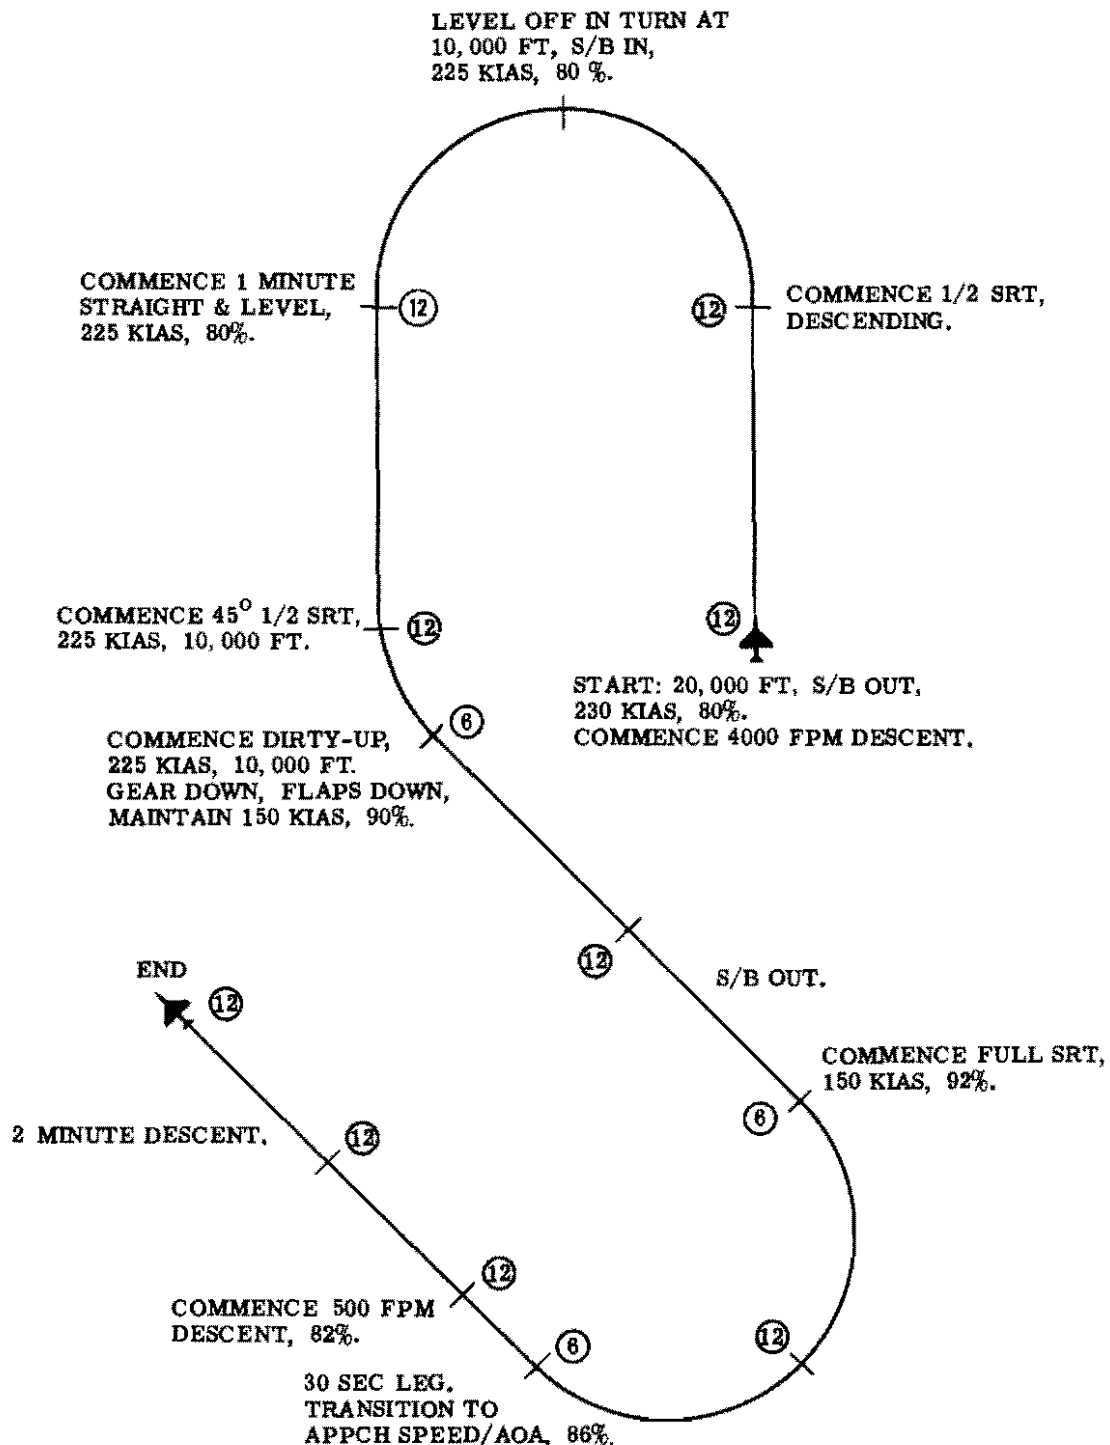 LEVEL OFF IN TURN AT
10,000 FT, S/B IN,
225 KIAS, 80 %.
COMMENCE 1 MINUTE
STRAIGHT & LEVEL,
225 KIAS, 80%.
12
12
COMMENCE 1/2 SRT,
DESCENDING.
COMMENCE 45° 1/2 SRT,
225 KIAS, 10,000 FT.
12
12
START: 20,000 FT, S/B OUT,
230 KIAS, 80%.
COMMENCE 4000 FPM DESCENT.
6
COMMENCE DIRTY-UP,
225 KIAS, 10,000 FT.
GEAR DOWN, FLAPS DOWN,
MAINTAIN 150 KIAS, 90%.
12
S/B OUT.
END
12
COMMENCE FULL SRT,
150 KIAS, 92%.
6
2 MINUTE DESCENT.
12
12
COMMENCE 500 FPM
DESCENT, 82%.
6
12
30 SEC LEG.
TRANSITION TO
APPCH SPEED/AOA, 86%.